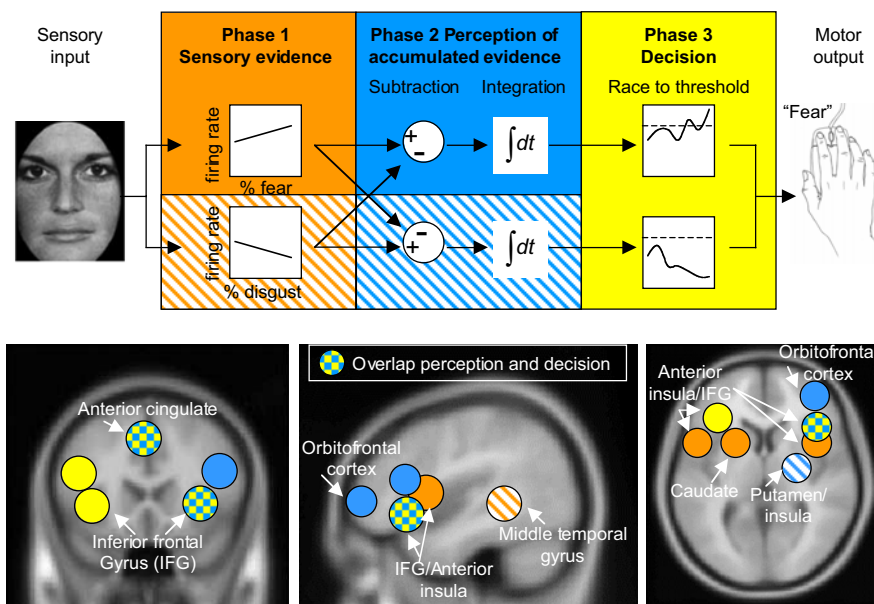 Sensory
input
Phase 1
Sensory evidence
Phase 2 Perception of
accumulated evidence
Phase 3
Decision
Motor
output
Subtraction
Integration
Race to threshold
firing rate
% fear
+
-
∫dt
"Fear"
firing rate
% disgust
-
+
∫dt
Overlap perception and decision
Anterior cingulate
Inferior frontal
Gyrus (IFG)
Orbitofrontal
cortex
IFG/Anterior
insula
Middle temporal
gyrus
Orbitofrontal
cortex
Anterior
insula/IFG
Caudate
Putamen/
insula